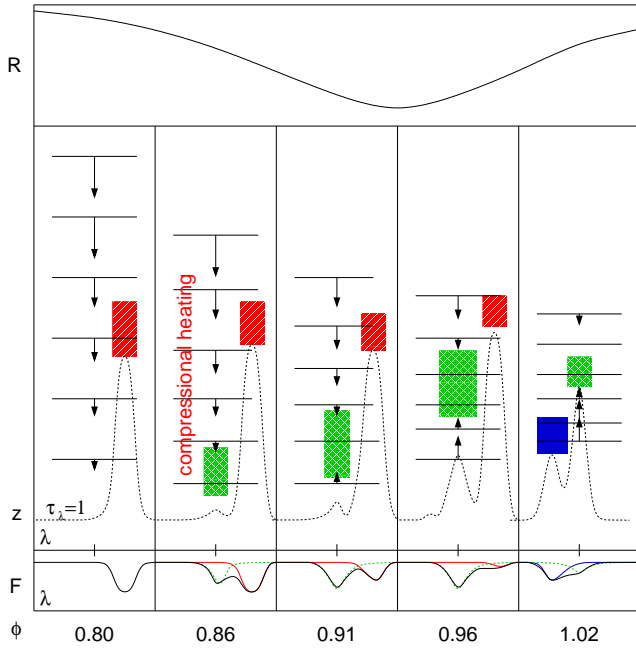 R
compressional heating
z
τλ=1
λ
F
λ
ϕ
0.80
0.86
0.91
0.96
1.02